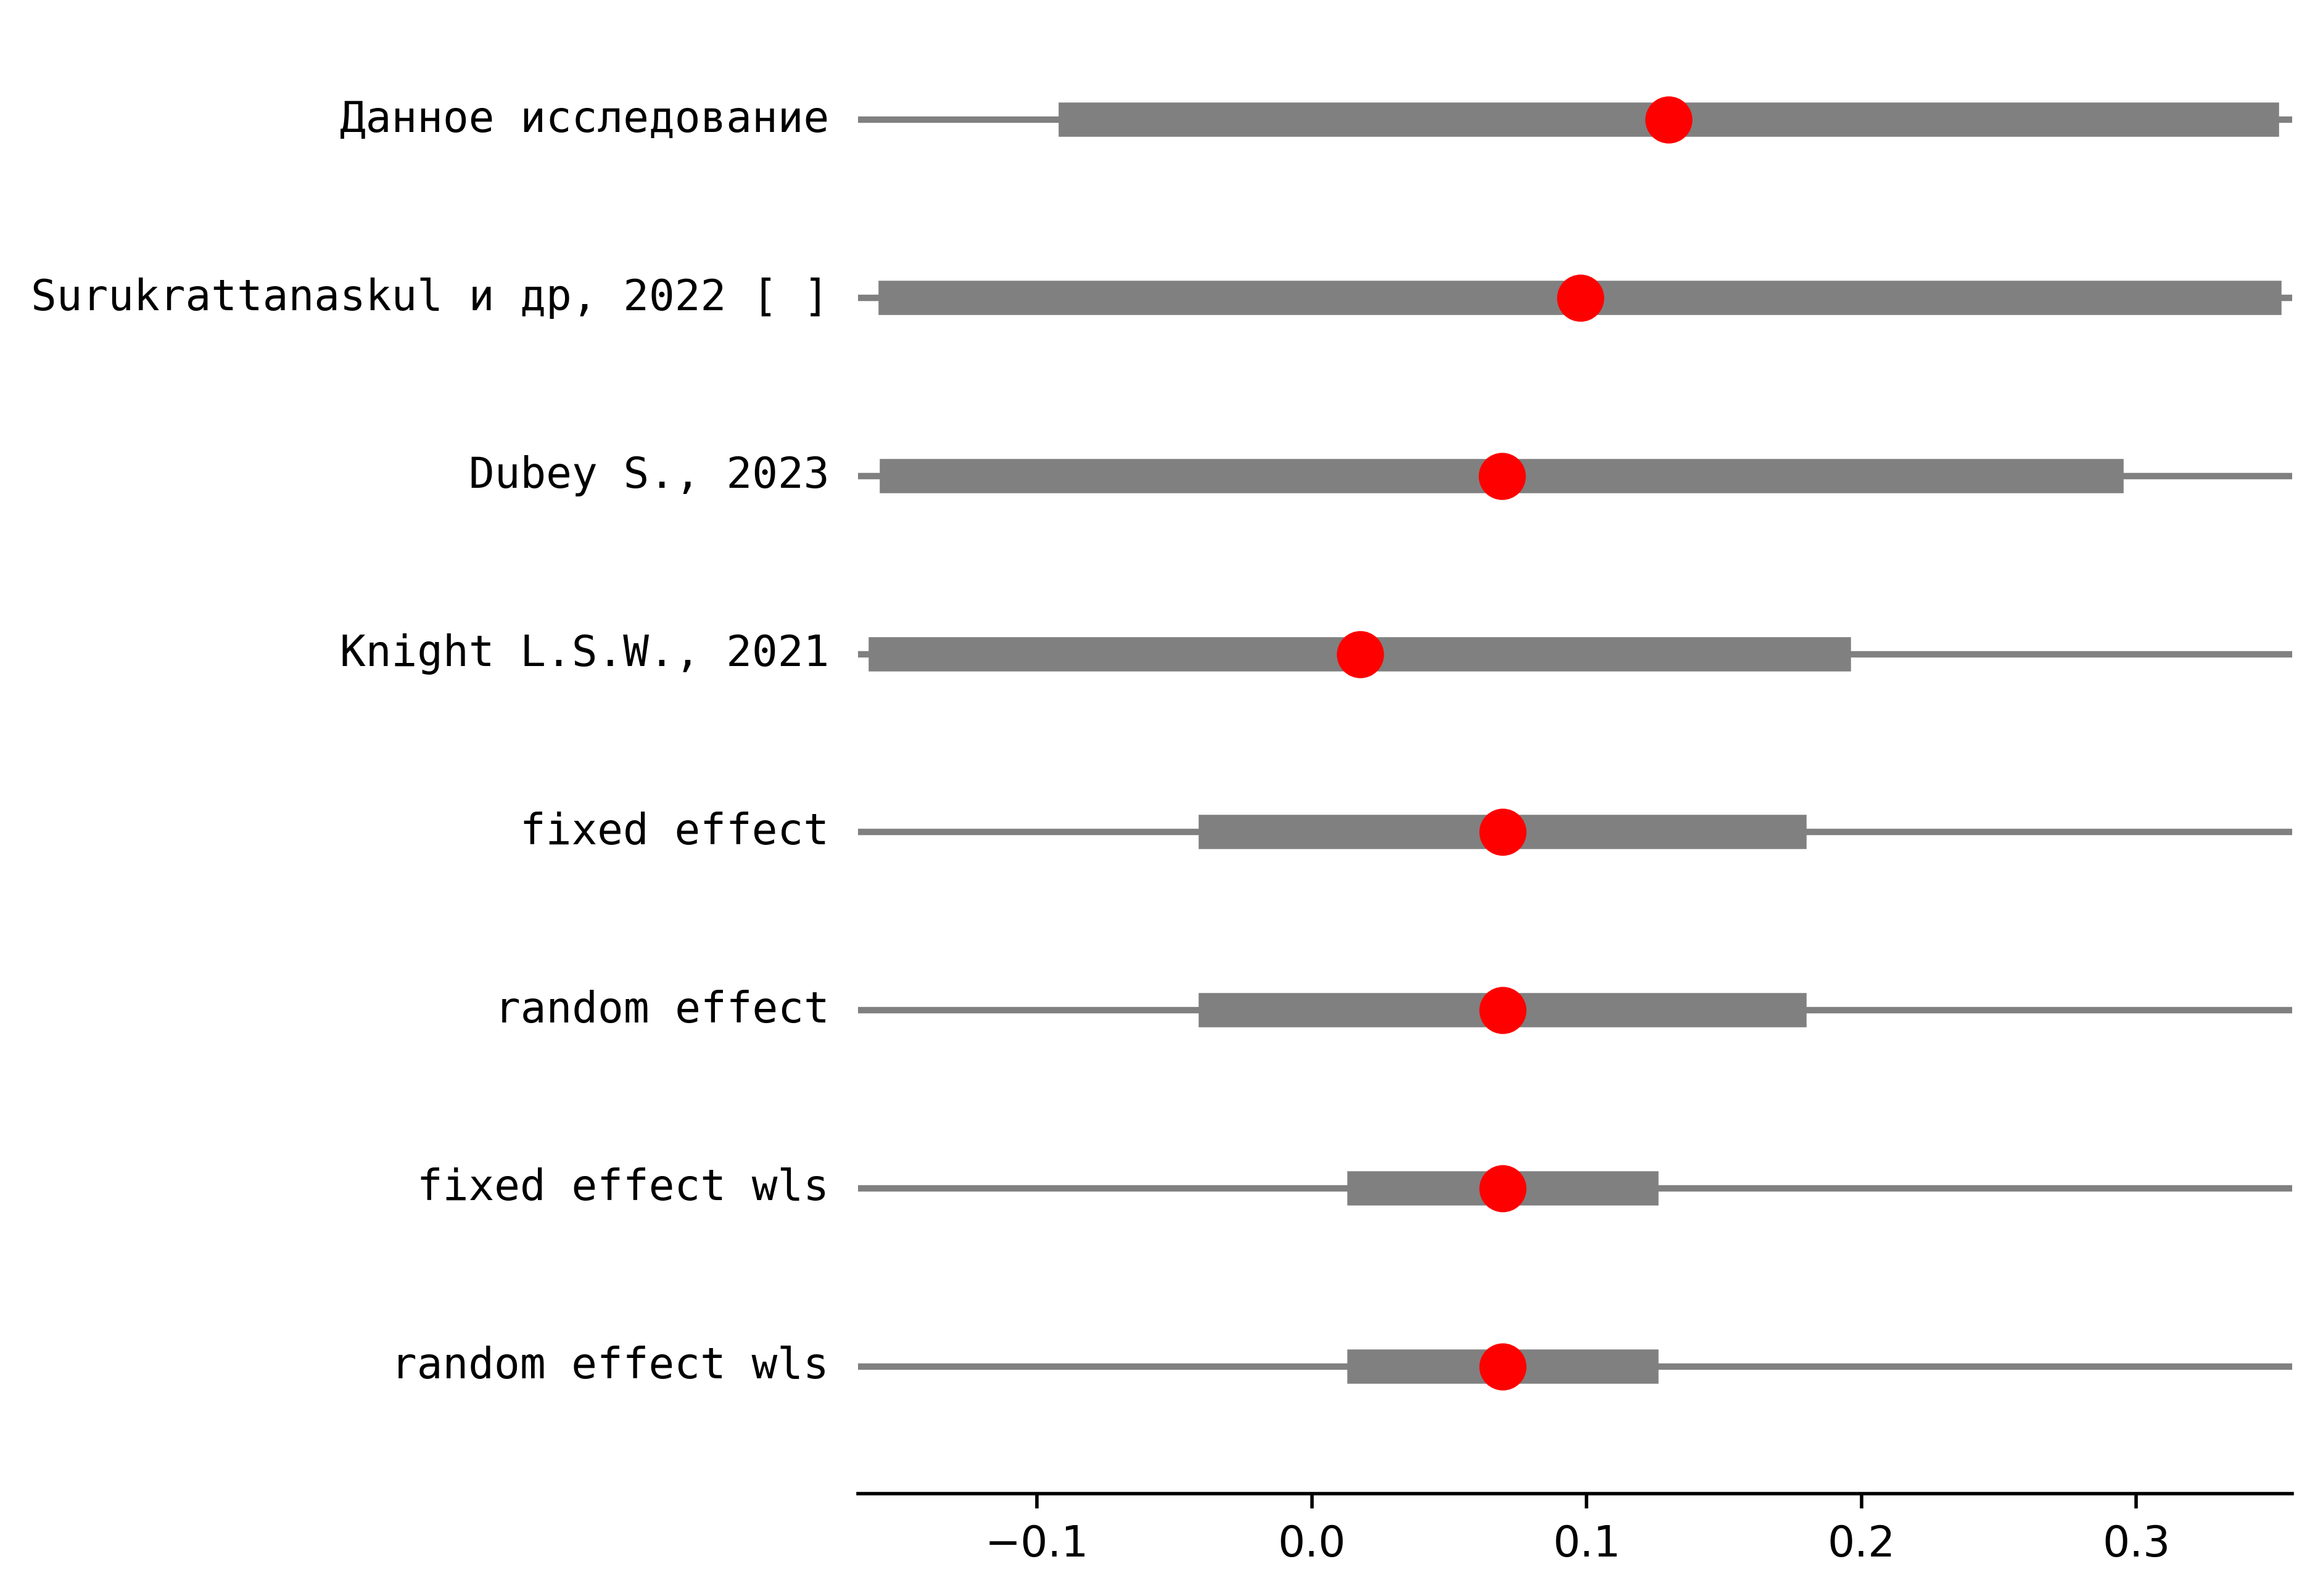 Данное исследование
Surukrattanaskul и др, 2022 [ ]
Dubey S., 2023
Knight L.S.W., 2021
fixed effect
random effect
fixed effect wls
random effect wls
−0.1 0.0 0.1 0.2 0.3